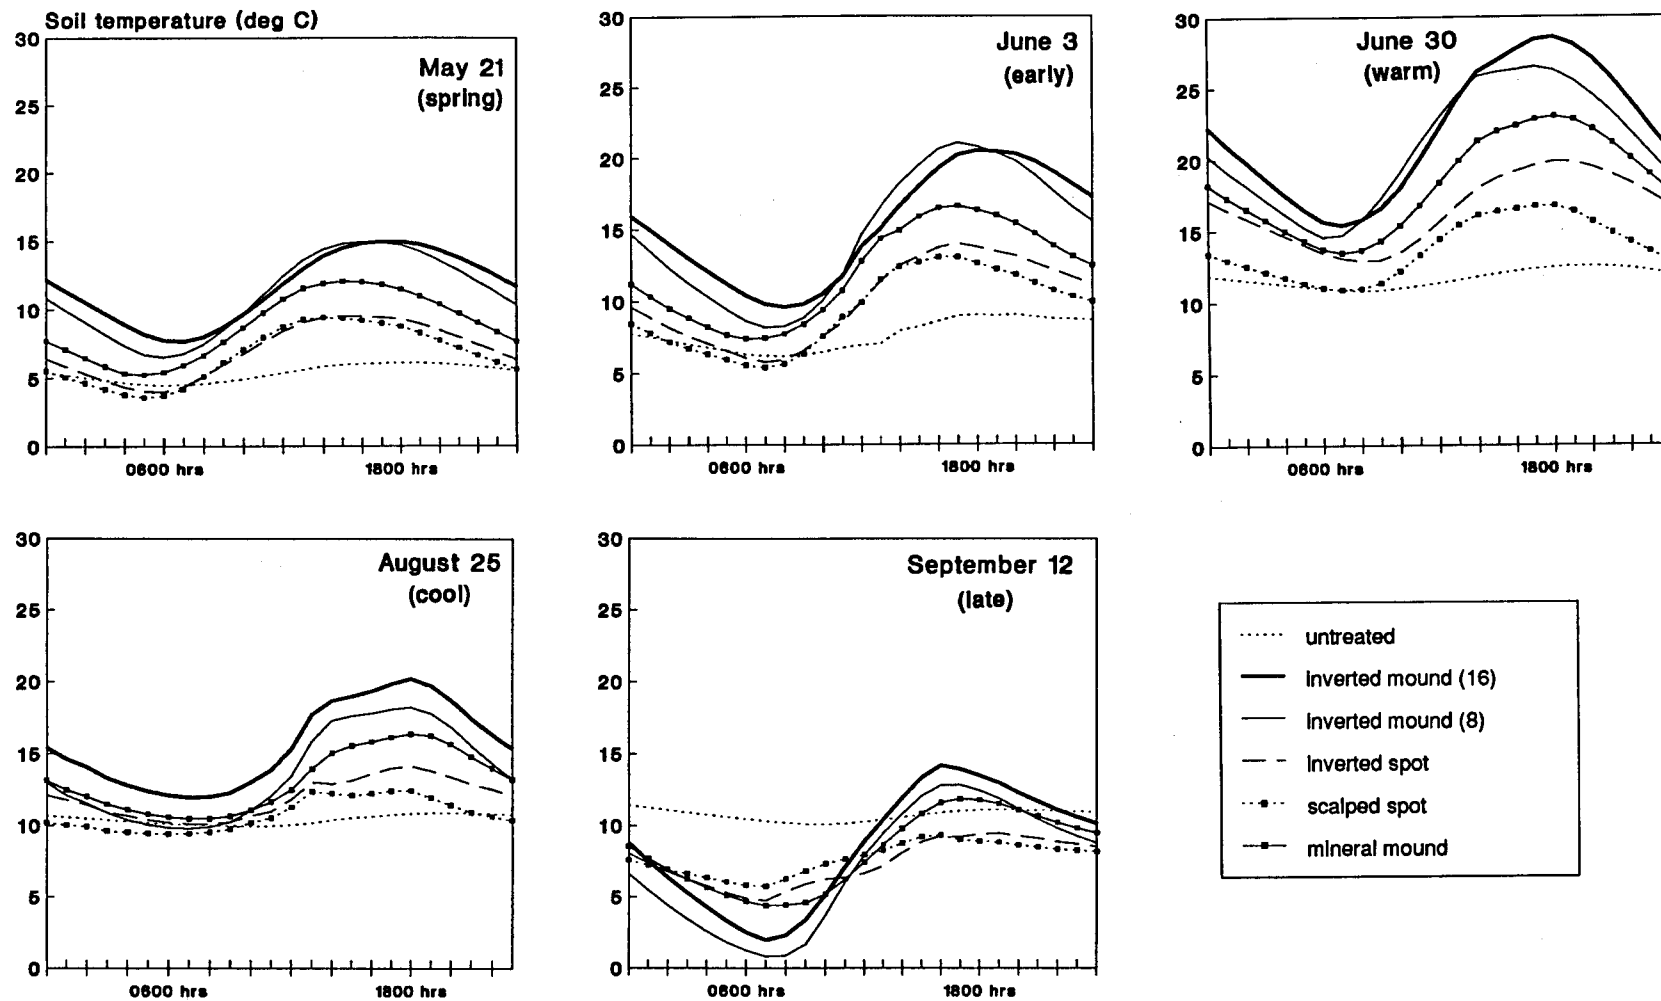 Soil temperature (deg C)
30
25
20
15
10
5
0
May 21
(spring)
0600 hrs
1800 hrs
30
25
20
15
10
5
0
June 3
(early)
0600 hrs
1800 hrs
30
25
20
15
10
5
0
June 30
(warm)
0600 hrs
1800 hrs
30
25
20
15
10
5
0
August 25
(cool)
0600 hrs
1800 hrs
30
25
20
15
10
5
0
September 12
(late)
0600 hrs
1800 hrs
untreated
inverted mound (16)
inverted mound (8)
inverted spot
scalped spot
mineral mound